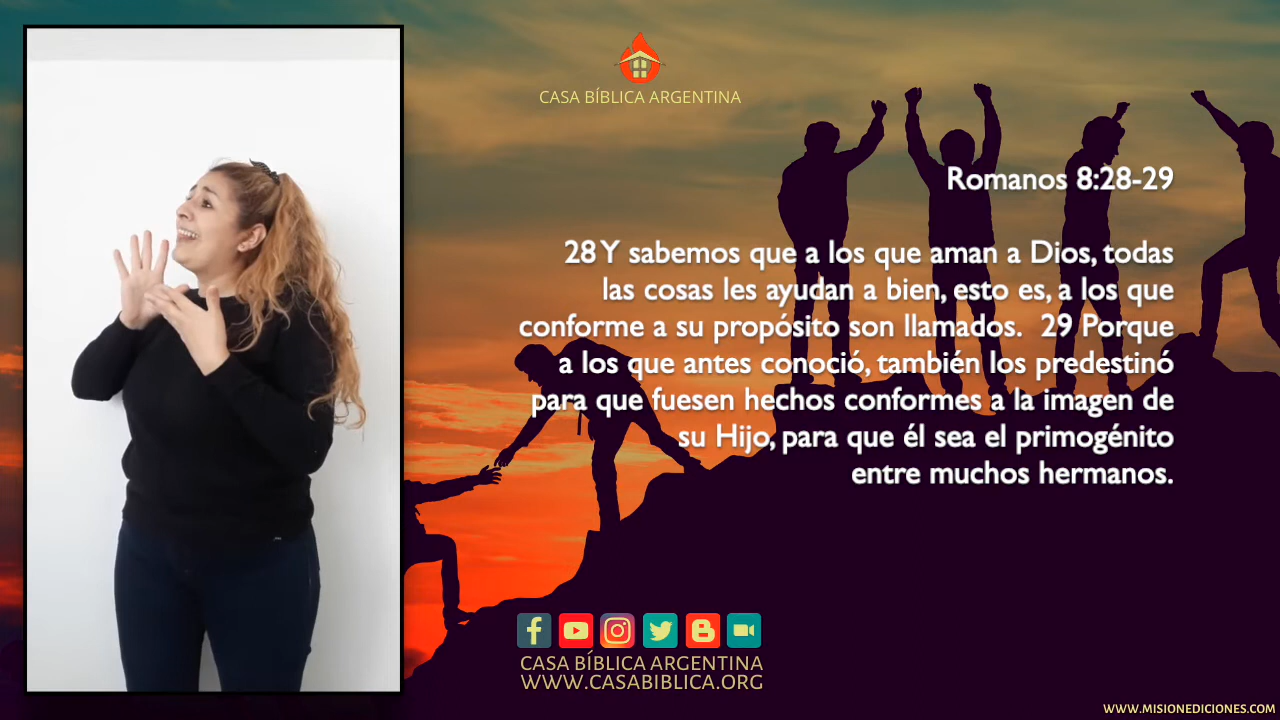 CASA BÍBLICA ARGENTINA
Romanos 8:28-29
28 Y sabemos que a los que aman a Dios, todas
las cosas les ayudan a bien, esto es, a los que
conforme a su propósito son llamados.  29 Porque
a los que antes conoció, también los predestinó
para que fuesen hechos conformes a la imagen de
su Hijo, para que él sea el primogénito
entre muchos hermanos.
CASA BÍBLICA ARGENTINA
WWW.CASABIBLICA.ORG
WWW.MISIONEDICIONES.COM